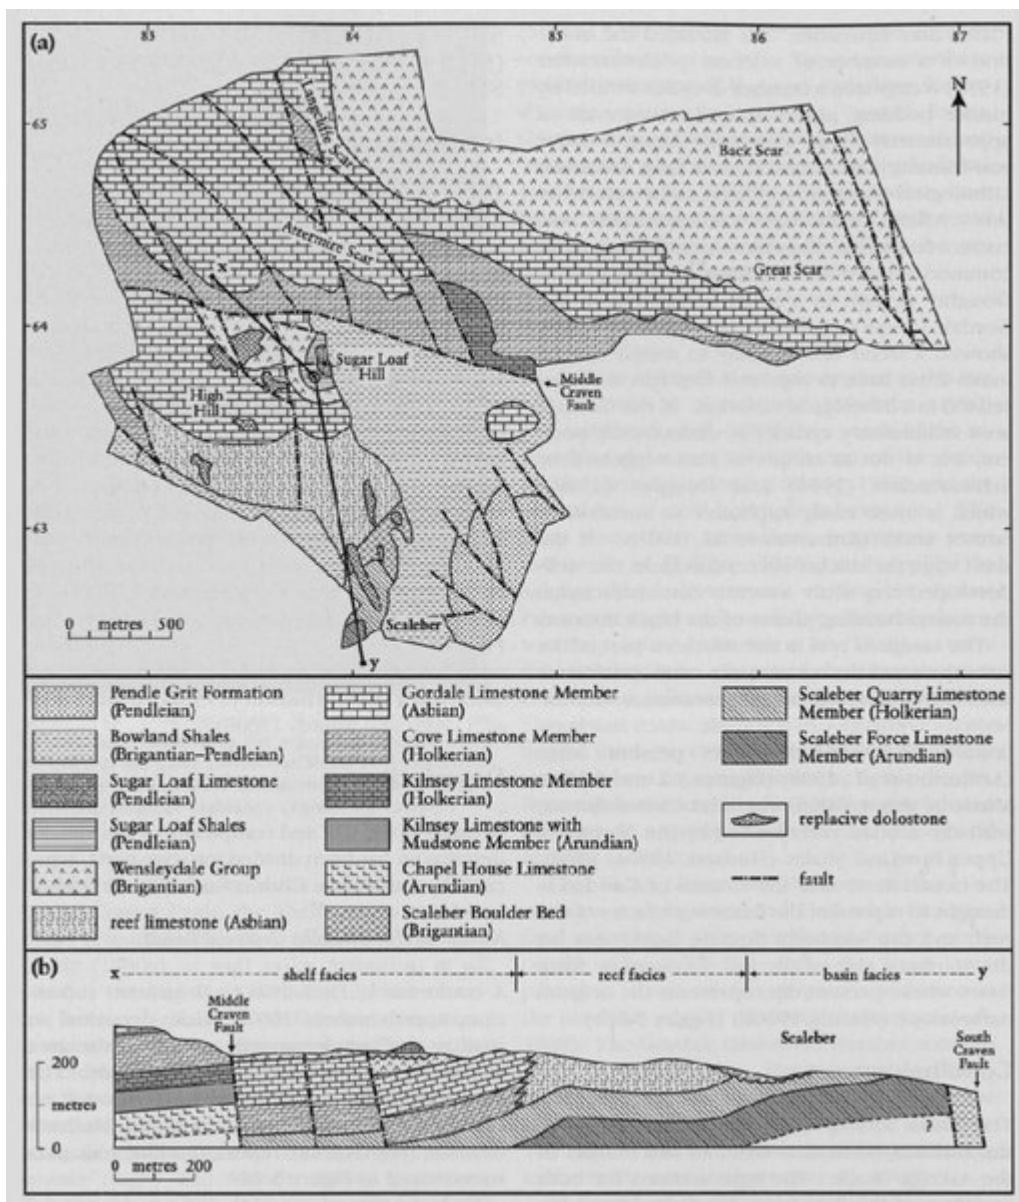 (a)
83
84
85
86
87
N
65
64
63
Langcliffe Scar
Back Scar
Attermire Scar
x
Great Scar
Sugar Loaf
Hill
High
Hill
Middle
Craven
Fault
0 metres 500
Scaleber
y
Pendle Grit Formation
(Pendleian)
Bowland Shales
(Brigantian–Pendleian)
Sugar Loaf Limestone
(Pendleian)
Sugar Loaf Shales
(Pendleian)
Wensleydale Group
(Brigantian)
reef limestone (Asbian)
Gordale Limestone Member
(Asbian)
Cove Limestone Member
(Holkerian)
Kilnsey Limestone Member
(Holkerian)
Kilnsey Limestone with
Mudstone Member (Arundian)
Chapel House Limestone
(Arundian)
Scaleber Boulder Bed
(Brigantian)
Scaleber Quarry Limestone
Member (Holkerian)
Scaleber Force Limestone
Member (Arundian)
replacive dolostone
fault
(b)
x
shelf facies
reef facies
basin facies
y
Middle
Craven
Fault
Scaleber
South
Craven
Fault
200
metres
0
?
?
0 metres 200